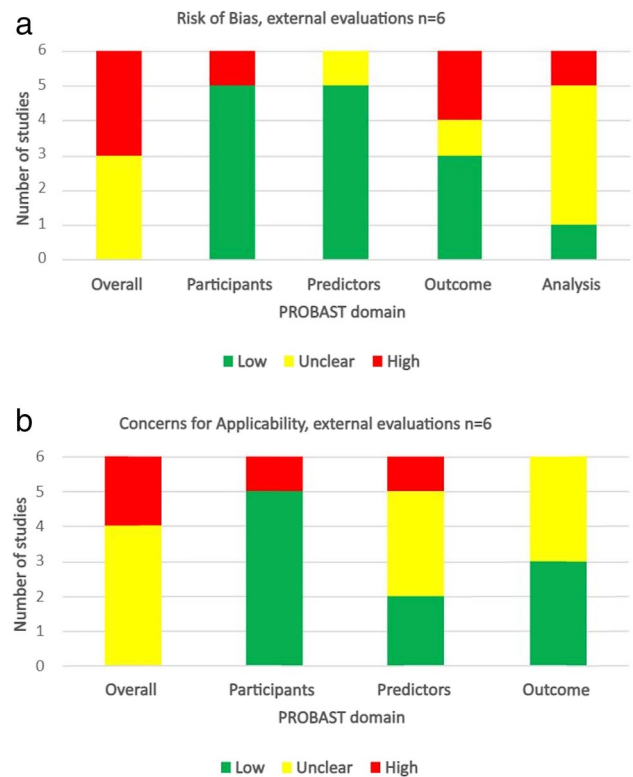 a
Risk of Bias, external evaluations n=6
Number of studies
6
5
4
3
2
1
0
Overall Participants Predictors Outcome Analysis
PROBAST domain
Low Unclear High
b
Concerns for Applicability, external evaluations n=6
Number of studies
6
5
4
3
2
1
0
Overall Participants Predictors Outcome
PROBAST domain
Low Unclear High